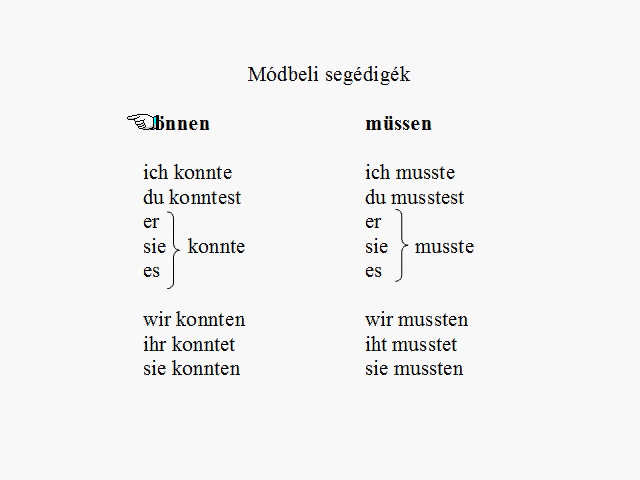 Módbeli segédigék
önnen müssen
ich konnte ich musste
du konntest du musstest
er er
sie konnte sie musste
es es
wir konnten wir mussten
ihr konntet iht musstet
sie konnten sie mussten